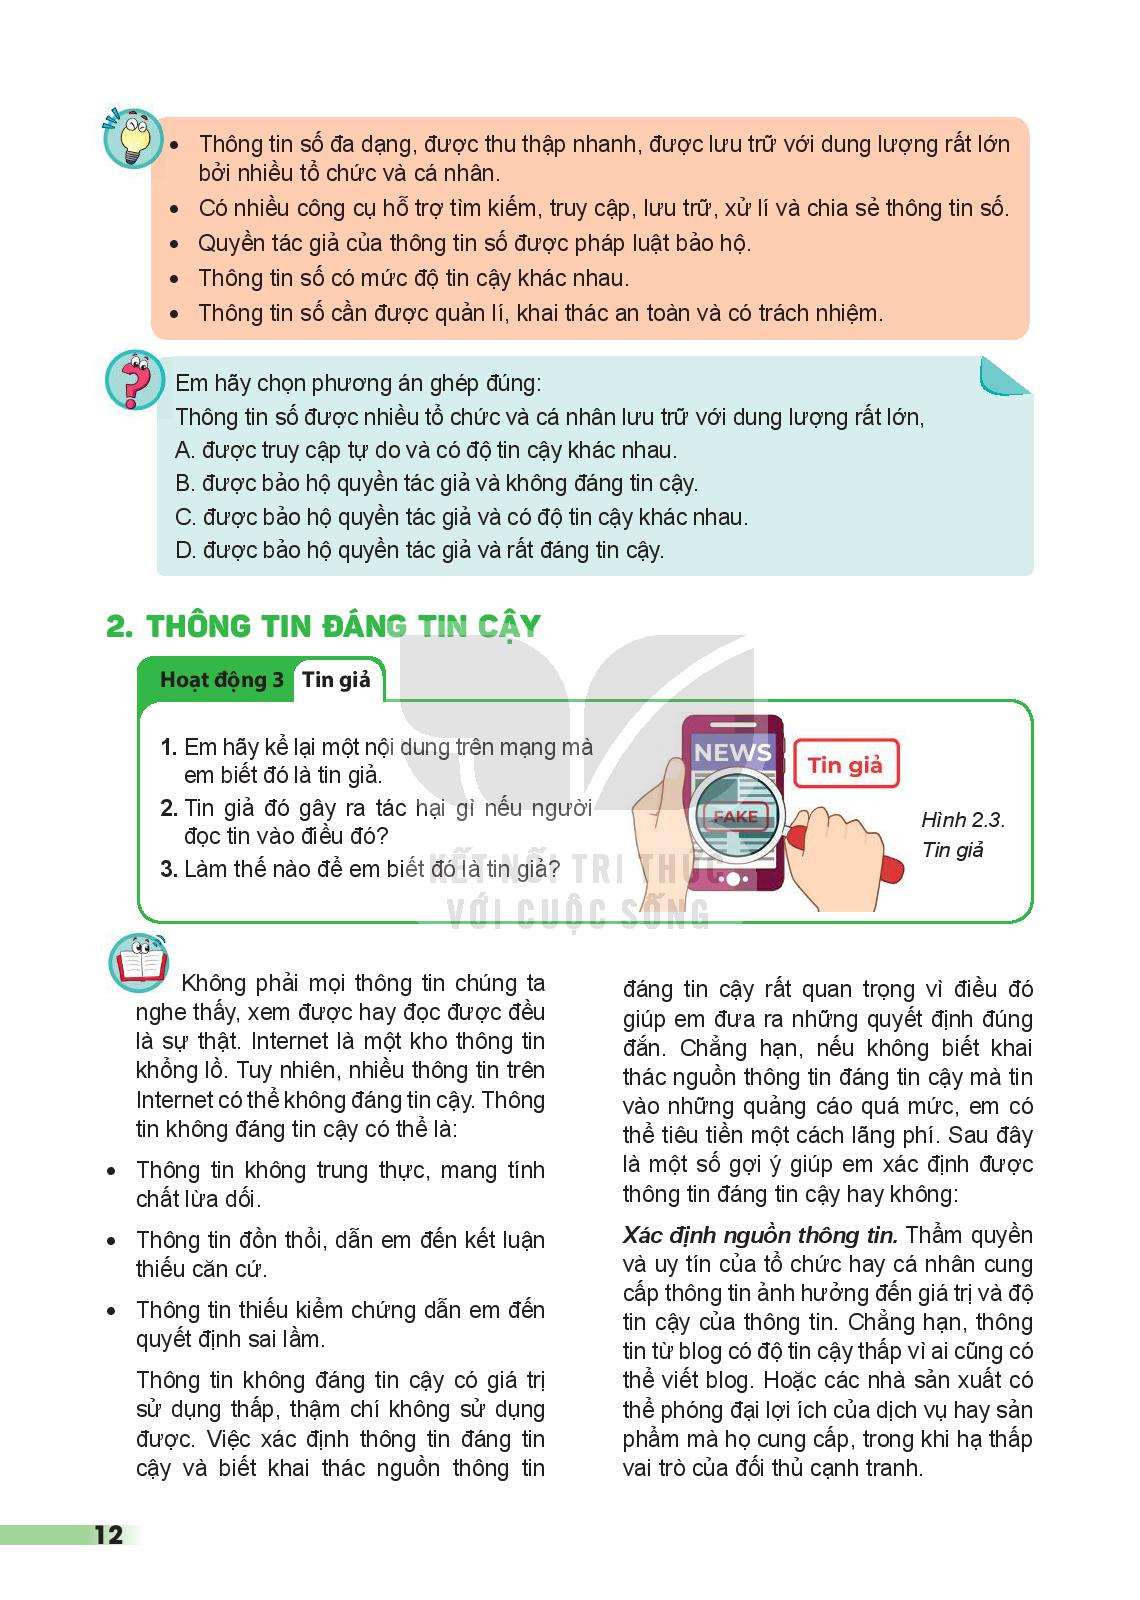 • Thông tin số đa dạng, được thu thập nhanh, được lưu trữ với dung lượng rất lớn
bởi nhiều tổ chức và cá nhân.
• Có nhiều công cụ hỗ trợ tìm kiếm, truy cập, lưu trữ, xử lí và chia sẻ thông tin số.
• Quyền tác giả của thông tin số được pháp luật bảo hộ.
• Thông tin số có mức độ tin cậy khác nhau.
• Thông tin số cần được quản lí, khai thác an toàn và có trách nhiệm.
?
Em hãy chọn phương án ghép đúng:
Thông tin số được nhiều tổ chức và cá nhân lưu trữ với dung lượng rất lớn,
A. được truy cập tự do và có độ tin cậy khác nhau.
B. được bảo hộ quyền tác giả và không đáng tin cậy.
C. được bảo hộ quyền tác giả và có độ tin cậy khác nhau.
D. được bảo hộ quyền tác giả và rất đáng tin cậy.
2. THÔNG TIN ĐÁNG TIN CẬY
Hoạt động 3 Tin giả
1. Em hãy kể lại một nội dung trên mạng mà
em biết đó là tin giả.
2. Tin giả đó gây ra tác hại gì nếu người
đọc tin vào điều đó?
3. Làm thế nào để em biết đó là tin giả?
NEWS
FAKE
Tin giả
Hình 2.3.
Tin giả
KẾT NỐI TRI THỨC
VỚI CUỘC SỐNG
Không phải mọi thông tin chúng ta
nghe thấy, xem được hay đọc được đều
là sự thật. Internet là một kho thông tin
khổng lồ. Tuy nhiên, nhiều thông tin trên
Internet có thể không đáng tin cậy. Thông
tin không đáng tin cậy có thể là:
• Thông tin không trung thực, mang tính
chất lừa dối.
• Thông tin đồn thổi, dẫn em đến kết luận
thiếu căn cứ.
• Thông tin thiếu kiểm chứng dẫn em đến
quyết định sai lầm.
Thông tin không đáng tin cậy có giá trị
sử dụng thấp, thậm chí không sử dụng
được. Việc xác định thông tin đáng tin
cậy và biết khai thác nguồn thông tin
đáng tin cậy rất quan trọng vì điều đó
giúp em đưa ra những quyết định đúng
đắn. Chẳng hạn, nếu không biết khai
thác nguồn thông tin đáng tin cậy mà tin
vào những quảng cáo quá mức, em có
thể tiêu tiền một cách lãng phí. Sau đây
là một số gợi ý giúp em xác định được
thông tin đáng tin cậy hay không:
Xác định nguồn thông tin. Thẩm quyền
và uy tín của tổ chức hay cá nhân cung
cấp thông tin ảnh hưởng đến giá trị và độ
tin cậy của thông tin. Chẳng hạn, thông
tin từ blog có độ tin cậy thấp vì ai cũng có
thể viết blog. Hoặc các nhà sản xuất có
thể phóng đại lợi ích của dịch vụ hay sản
phẩm mà họ cung cấp, trong khi hạ thấp
vai trò của đối thủ cạnh tranh.
12